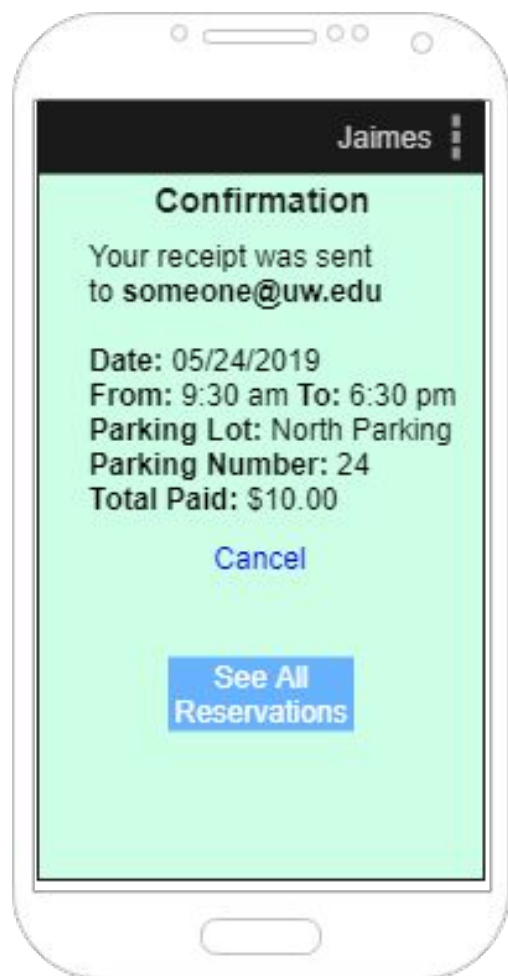 Jaimes
Confirmation
Your receipt was sent
to someone@uw.edu
Date: 05/24/2019
From: 9:30 am To: 6:30 pm
Parking Lot: North Parking
Parking Number: 24
Total Paid: $10.00
Cancel
See All
Reservations